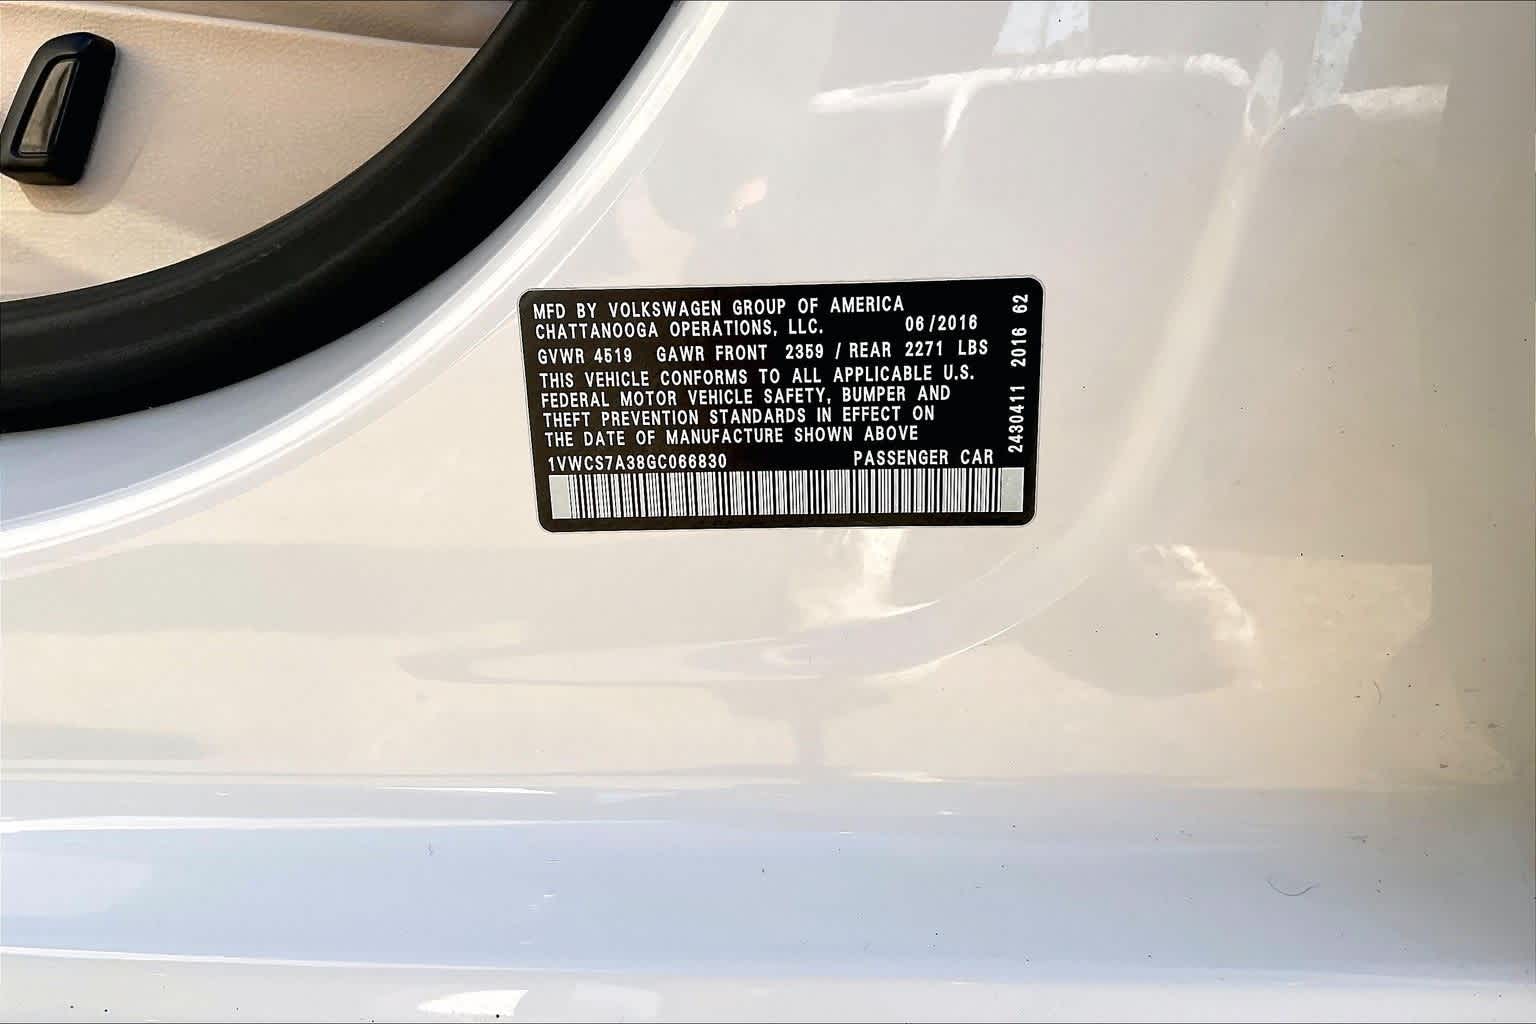 MFD BY VOLKSWAGEN GROUP OF AMERICA
CHATTANOOGA OPERATIONS, LLC. 06/2016
GVWR 4519 GAWR FRONT 2359 / REAR 2271 LBS
THIS VEHICLE CONFORMS TO ALL APPLICABLE U.S.
FEDERAL MOTOR VEHICLE SAFETY, BUMPER AND
THEFT PREVENTION STANDARDS IN EFFECT ON
THE DATE OF MANUFACTURE SHOWN ABOVE
1VWCS7A38GC066830 PASSENGER CAR
2430411 2016 62